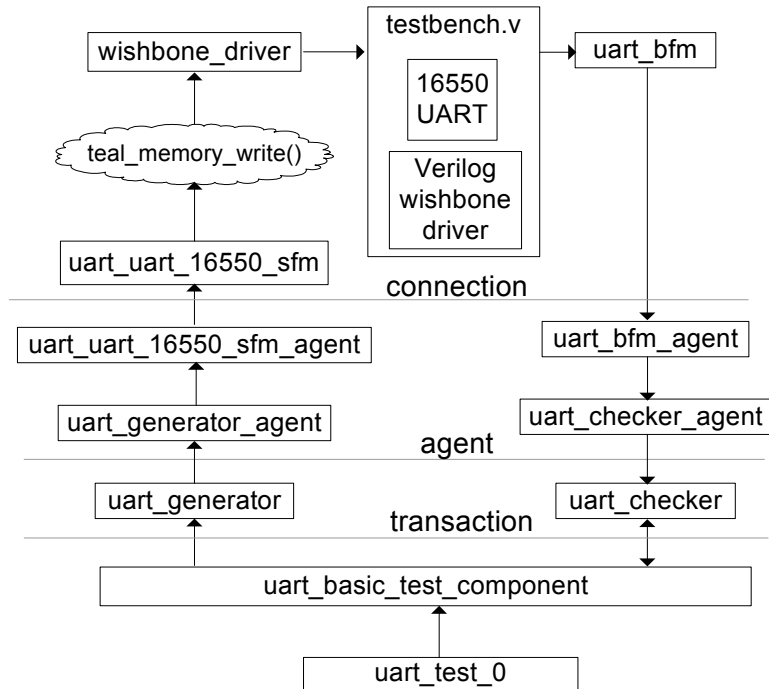 wishbone_driver
testbench.v
uart_bfm
16550
UART
teal_memory_write()
Verilog
wishbone
driver
uart_uart_16550_sfm
connection
uart_uart_16550_sfm_agent
uart_bfm_agent
uart_generator_agent
uart_checker_agent
agent
uart_generator
uart_checker
transaction
uart_basic_test_component
uart_test_0